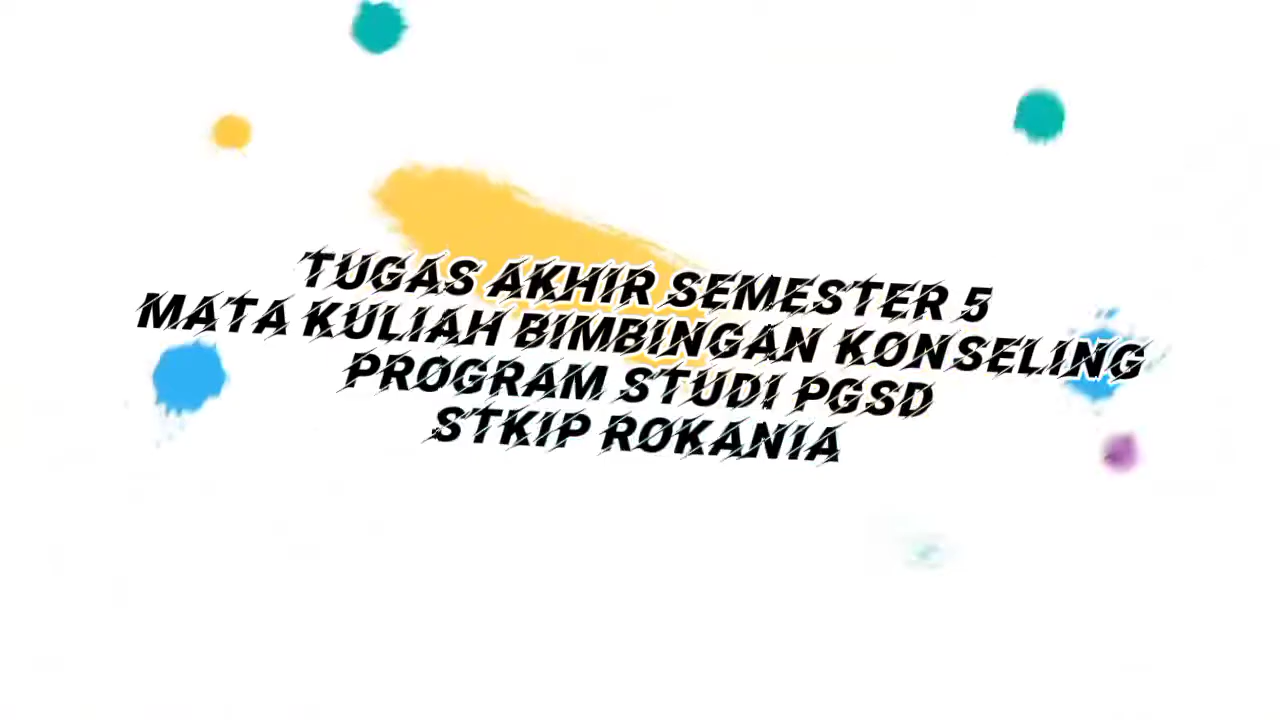 TUGAS AKHIR SEMESTER 5
MATA KULIAH BIMBINGAN KONSELING
PROGRAM STUDI PGSD
STKIP ROKANIA